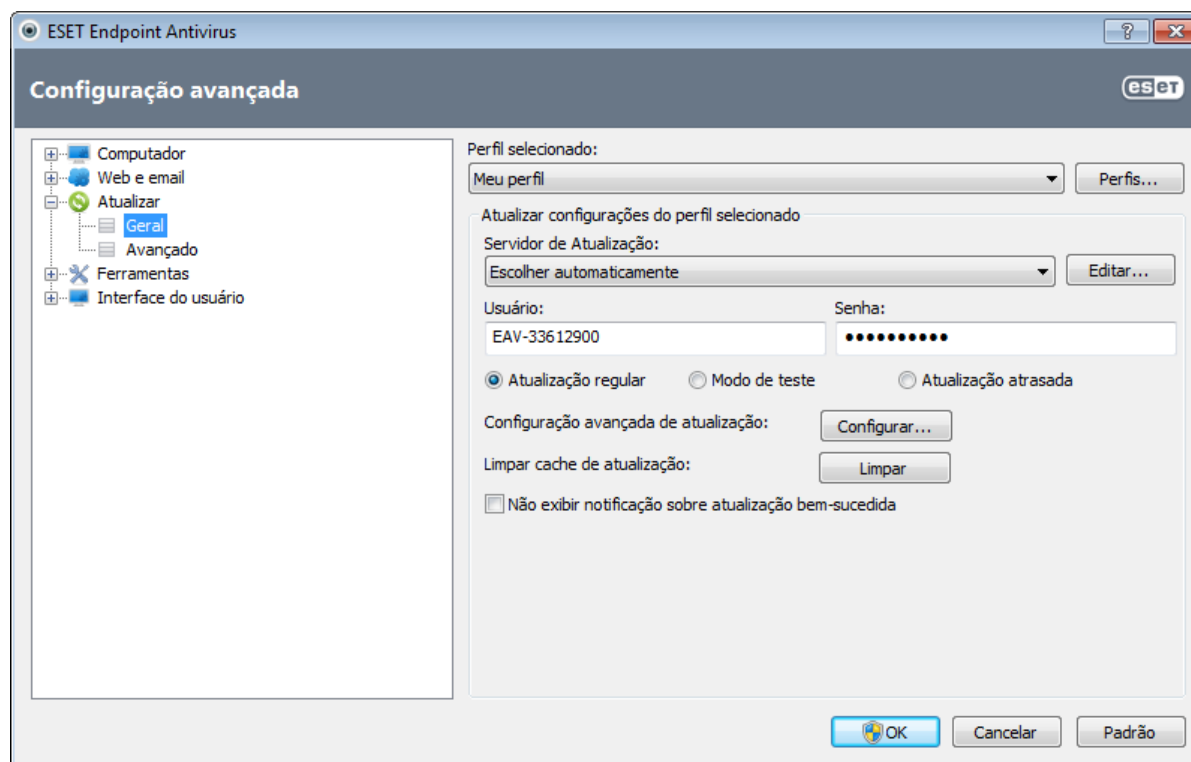 ESET Endpoint Antivirus
Configuração avançada
eset
Computador
Web e email
Atualizar
Geral
Avançado
Ferramentas
Interface do usuário
Perfil selecionado:
Meu perfil
Perfis...
Atualizar configurações do perfil selecionado
Servidor de Atualização:
Escolher automaticamente
Editar...
Usuário:
Senha:
EAV-33612900
••••••••••
Atualização regular
Modo de teste
Atualização atrasada
Configuração avançada de atualização:
Configurar...
Limpar cache de atualização:
Limpar
Não exibir notificação sobre atualização bem-sucedida
OK
Cancelar
Padrão